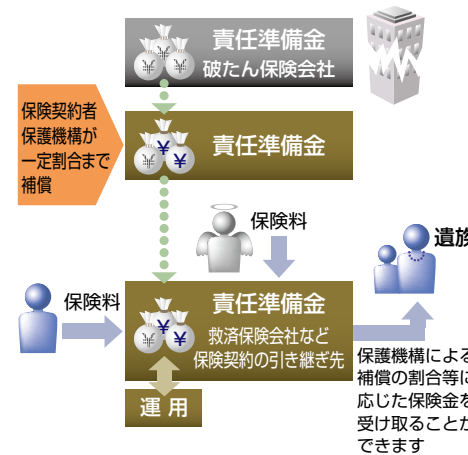 責任準備金
破たん保険会社
保険契約者
保護機構が
一定割合まで
補償
責任準備金
保険料
遺族
保険料
責任準備金
救済保険会社など
保険契約の引き継ぎ先
運用
保護機構による
補償の割合等に
応じた保険金を
受け取ることが
できます